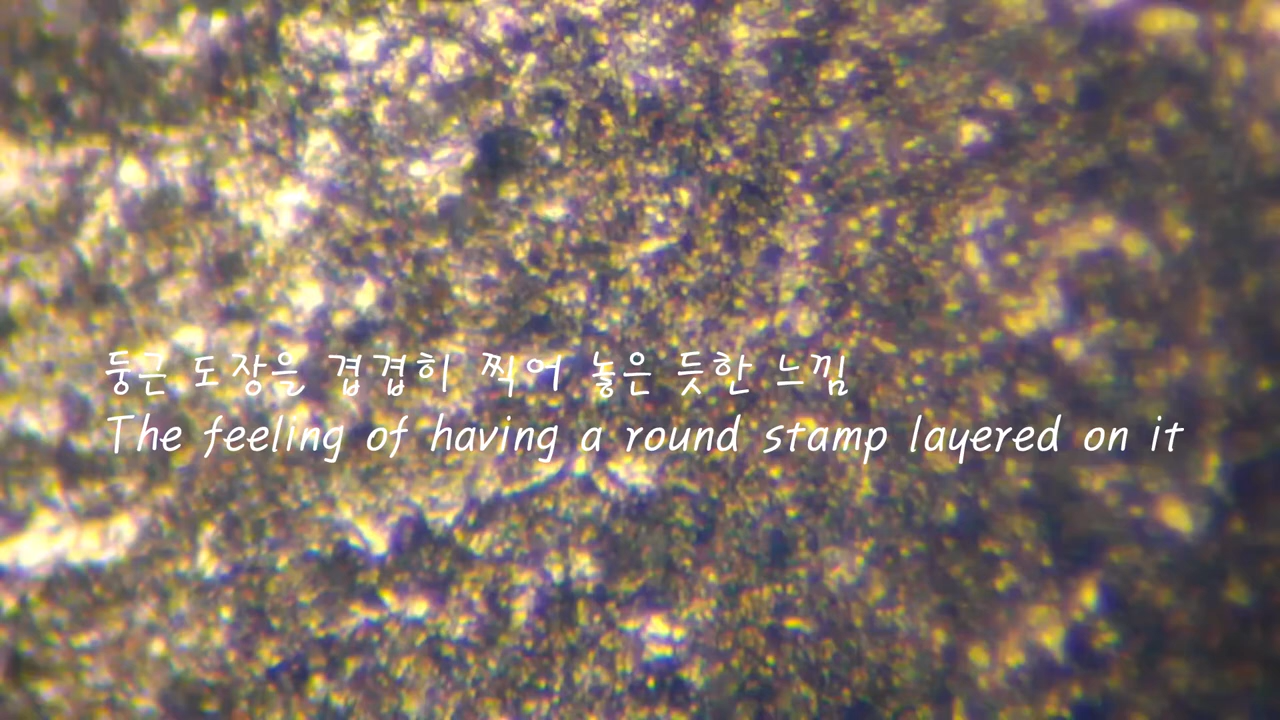 둥근 도장을 겹겹히 찍어 놓은 듯한 느낌
The feeling of having a round stamp layered on it